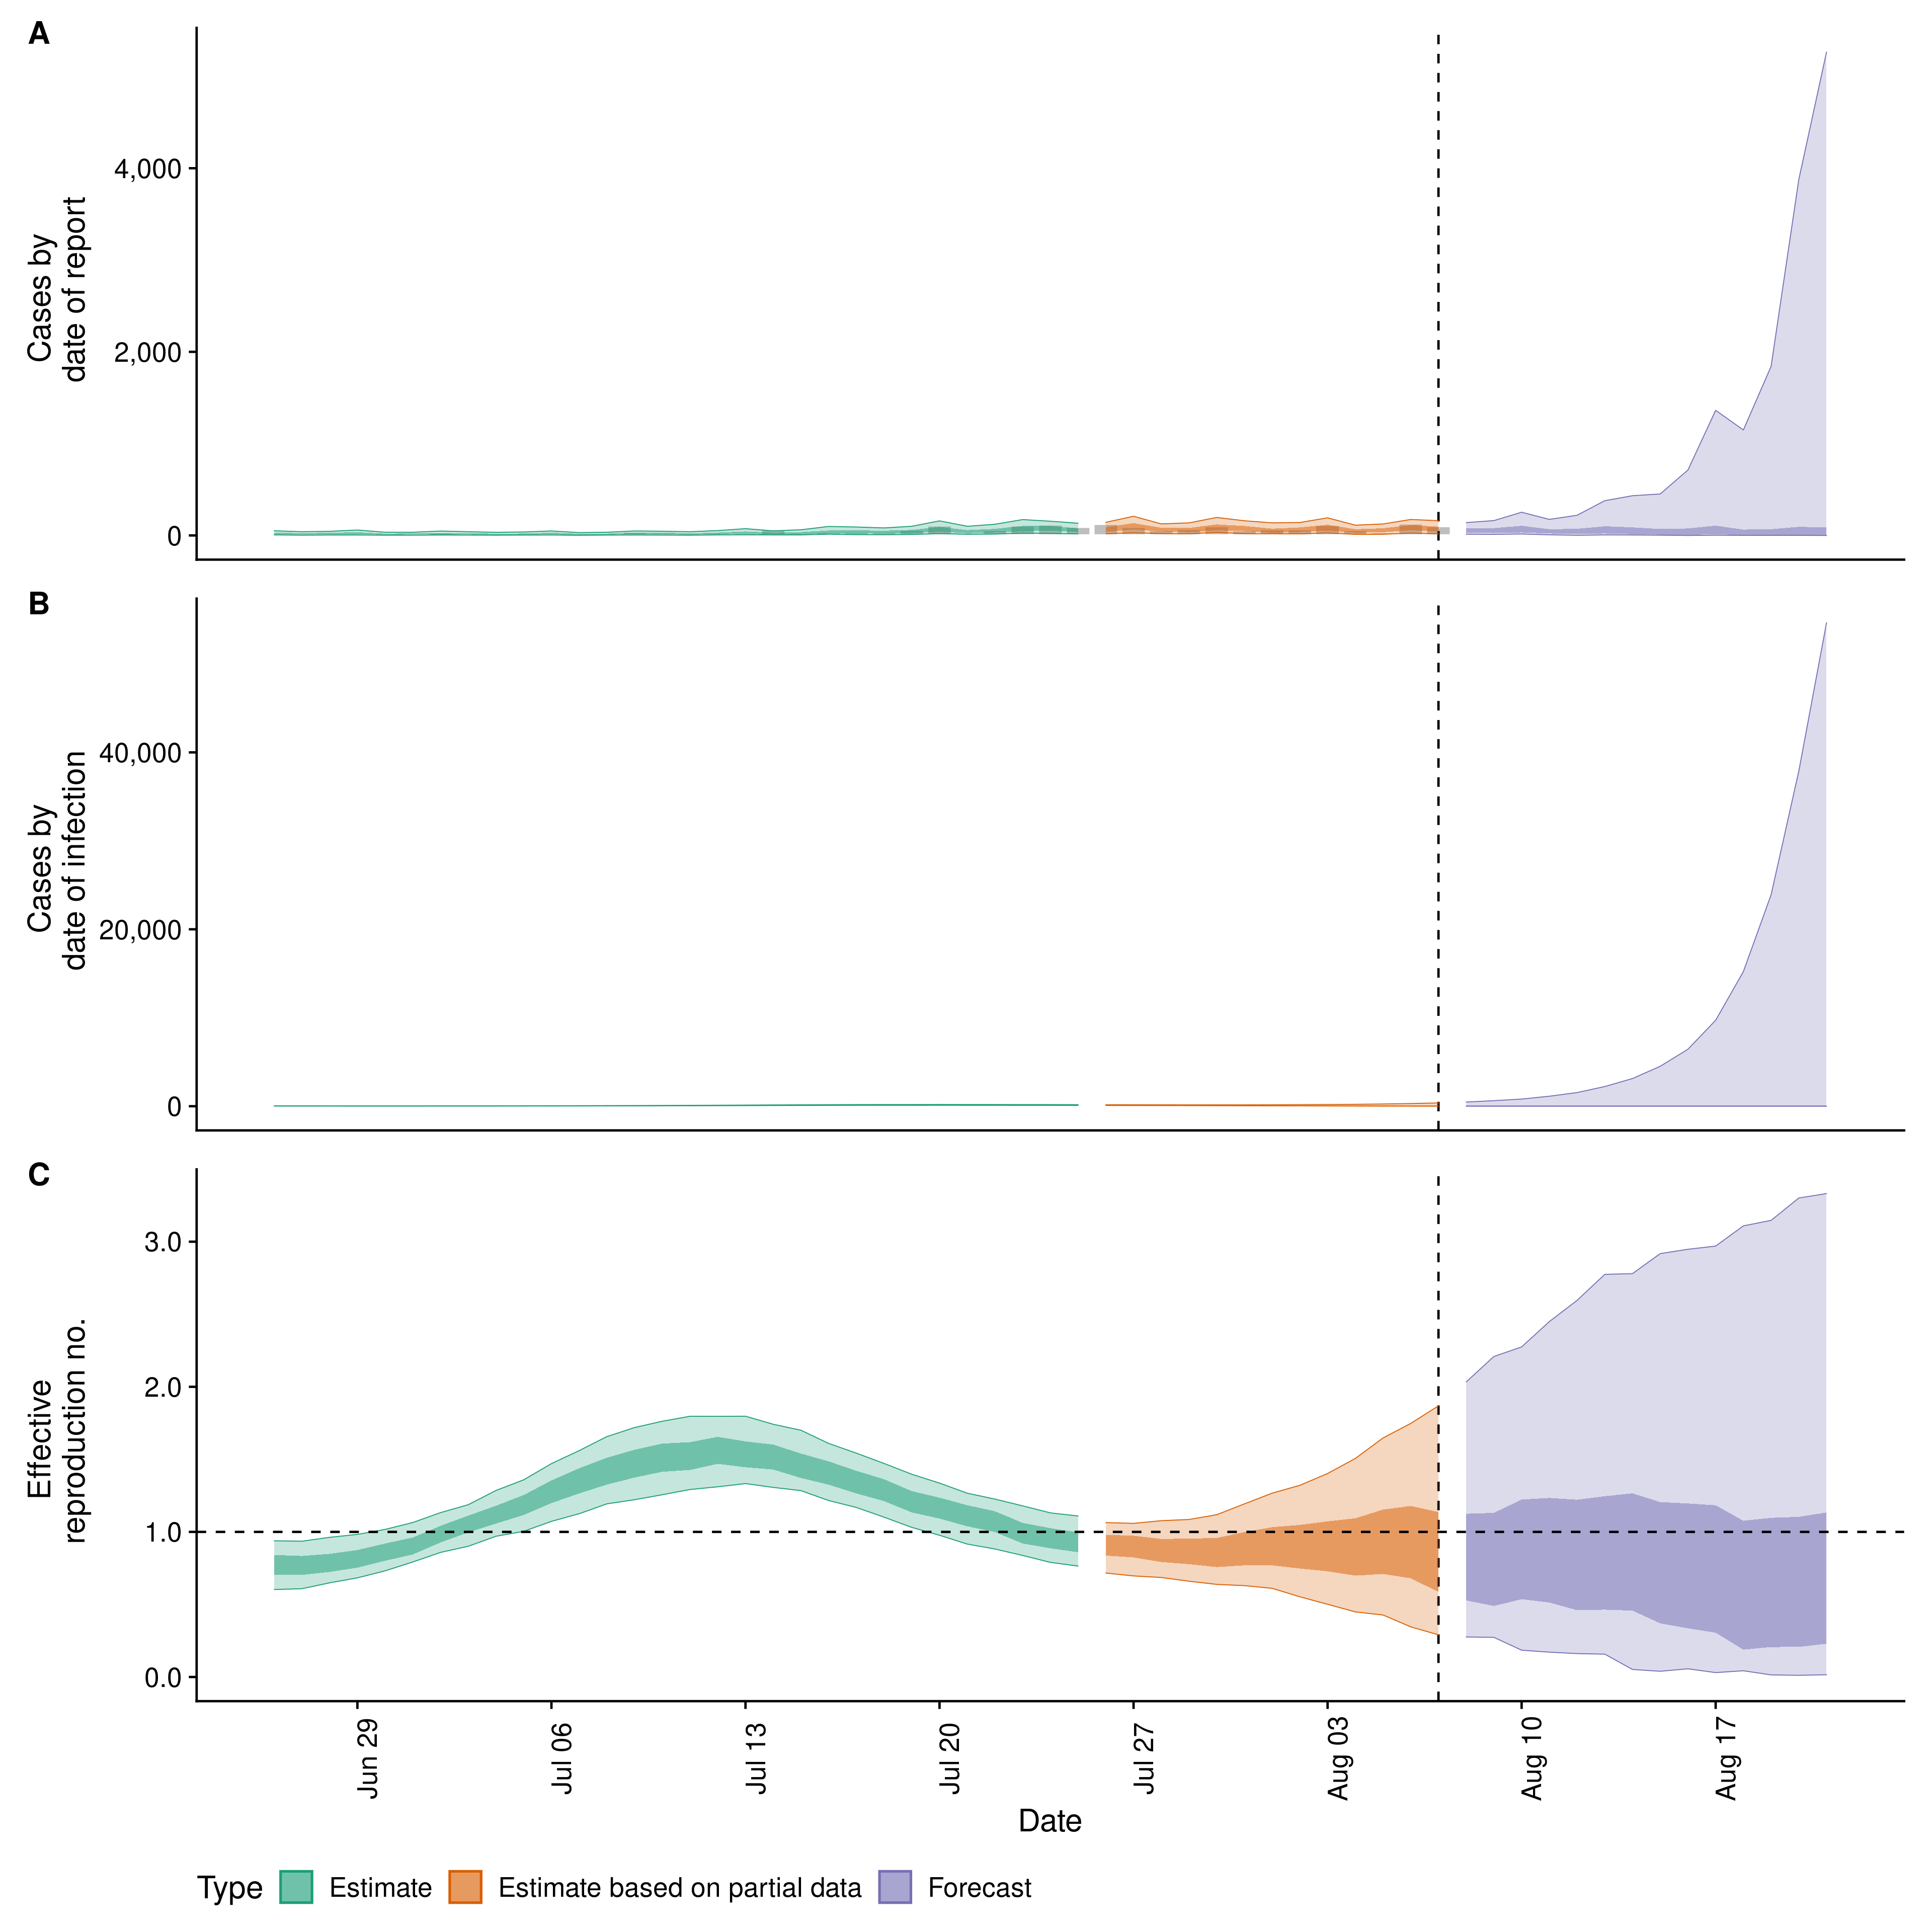 A
Cases by
date of report
4,000
2,000
0
B
Cases by
date of infection
40,000
20,000
0
C
Effective
reproduction no.
3.0
2.0
1.0
0.0
Jun 29
Jul 06
Jul 13
Jul 20
Jul 27
Aug 03
Aug 10
Aug 17
Date
Type Estimate Estimate based on partial data Forecast